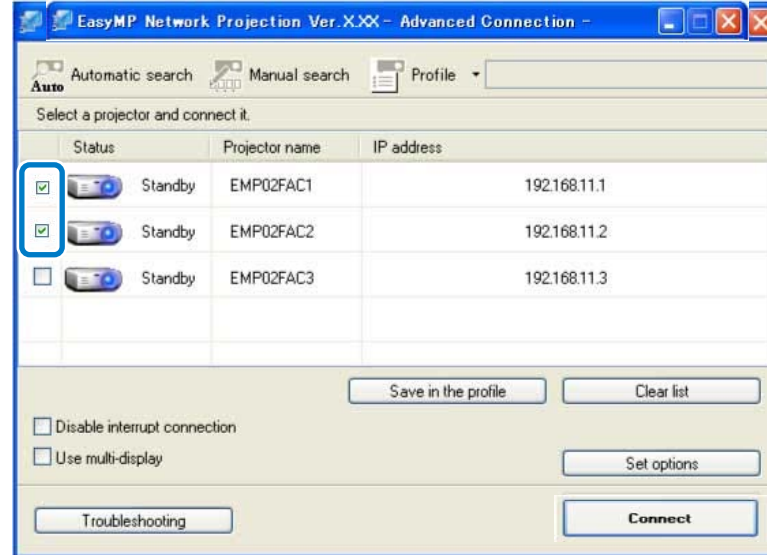 EasyMP Network Projection Ver.X.XX - Advanced Connection -
Auto Automatic search Manual search Profile
Select a projector and connect it.
Status Projector name IP address
Standby EMP02FAC1 192.168.11.1
Standby EMP02FAC2 192.168.11.2
Standby EMP02FAC3 192.168.11.3
Save in the profile Clear list
Disable interrupt connection
Use multi-display
Set options
Troubleshooting Connect